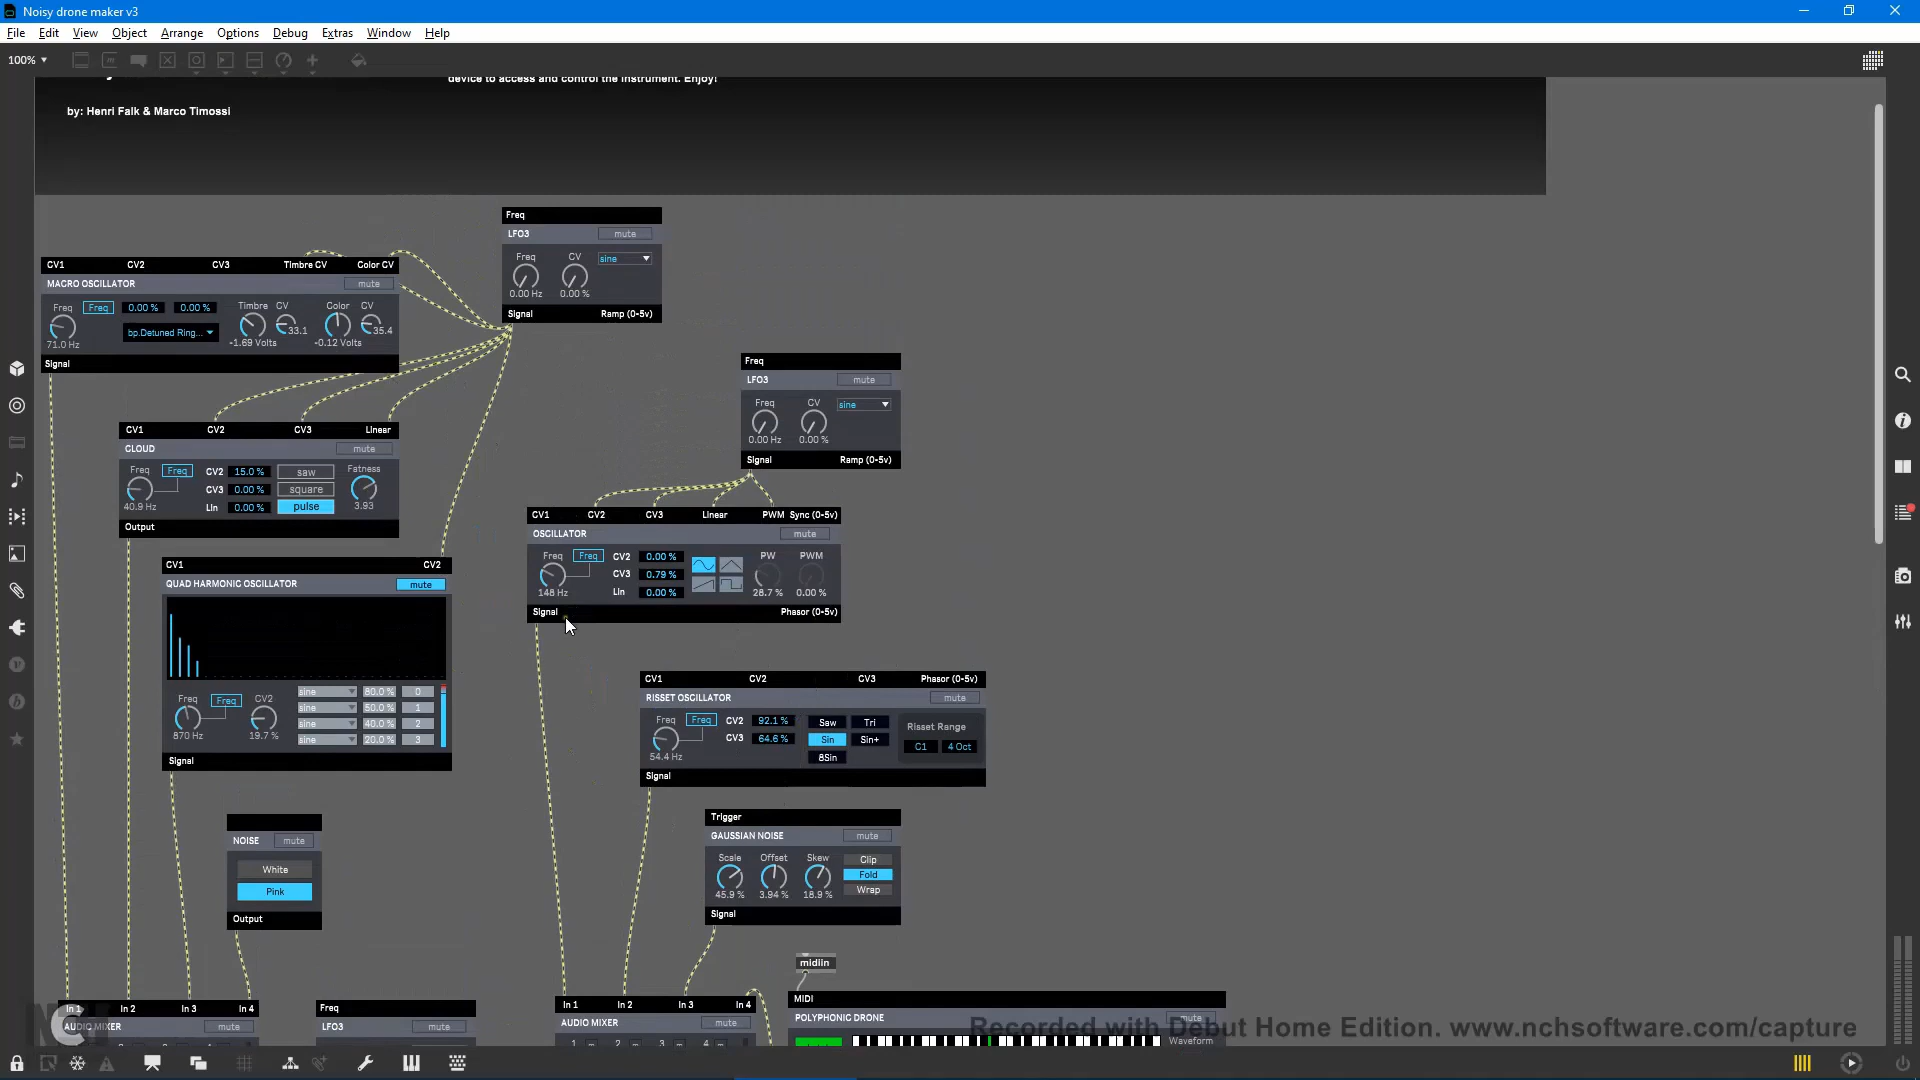 Noisy drone maker v3
File Edit View Object Arrange Options Debug Extras Window Help
100%
device to access and control the instrument. Enjoy!
by: Henri Falk & Marco Timossi
Freq
LFO3 mute
Freq CV sine
0.00 Hz 0.00 %
Signal Ramp (0-5v)
CV1 CV2 CV3 Timbre CV Color CV
MACRO OSCILLATOR mute
Freq Freq 0.00 % 0.00 % Timbre CV Color CV
bp.Detuned Ring... 33.1 35.4
71.0 Hz -1.69 Volts -0.12 Volts
Signal
Freq
LFO3 mute
Freq CV sine
0.00 Hz 0.00 %
Signal Ramp (0-5v)
CV1 CV2 CV3 Linear
CLOUD mute
Freq Freq CV2 15.0 % saw Fatness
CV3 0.00 % square
40.9 Hz Lin 0.00 % pulse 3.93
Output
CV1 CV2 CV3 Linear PWM Sync (0-5v)
OSCILLATOR mute
Freq Freq CV2 0.00 % PW PWM
CV3 0.79 %
148 Hz Lin 0.00 % 28.7 % 0.00 %
Signal Phasor (0-5v)
CV1 CV2
QUAD HARMONIC OSCILLATOR mute
Freq Freq CV2 sine 80.0 % 0
sine 50.0 % 1
sine 40.0 % 2
870 Hz 19.7 % sine 20.0 % 3
Signal
CV1 CV2 CV3 Phasor (0-5v)
RISSET OSCILLATOR mute
Freq Freq CV2 92.1 % Saw Tri Risset Range
CV3 64.6 % Sin Sin+ C1 4 Oct
54.4 Hz 8Sin
Signal
NOISE mute
White
Pink
Output
Trigger
GAUSSIAN NOISE mute
Scale Offset Skew Clip
Fold
45.9 % 3.94 % 18.9 % Wrap
Signal
midiin
In 1 In 2 In 3 In 4
AUDIO MIXER mute
Freq
LFO3 mute
In 1 In 2 In 3 In 4
AUDIO MIXER mute
1 m 2 m 3 m 4 m
MIDI
POLYPHONIC DRONE mute
Waveform
Recorded with Debut Home Edition. www.nchsoftware.com/capture